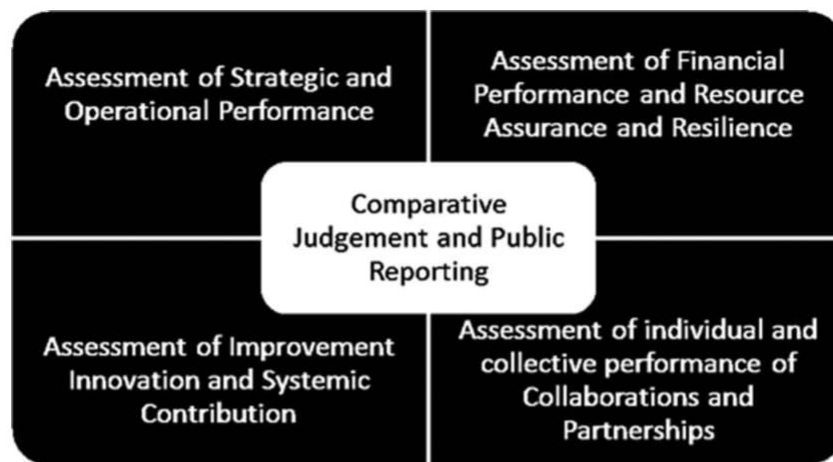 Assessment of Strategic and
Operational Performance
Assessment of Financial
Performance and Resource
Assurance and Resilience
Comparative
Judgement and Public
Reporting
Assessment of Improvement
Innovation and Systemic
Contribution
Assessment of individual and
collective performance of
Collaborations and
Partnerships